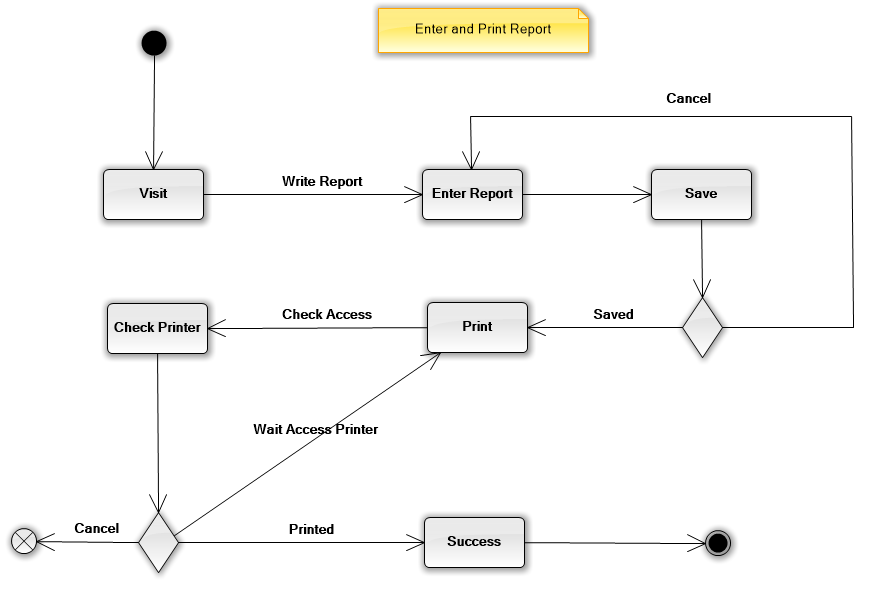 Enter and Print Report
Cancel
Write Report
Visit
Enter Report
Save
Check Access
Saved
Check Printer
Print
Wait Access Printer
Cancel
Printed
Success